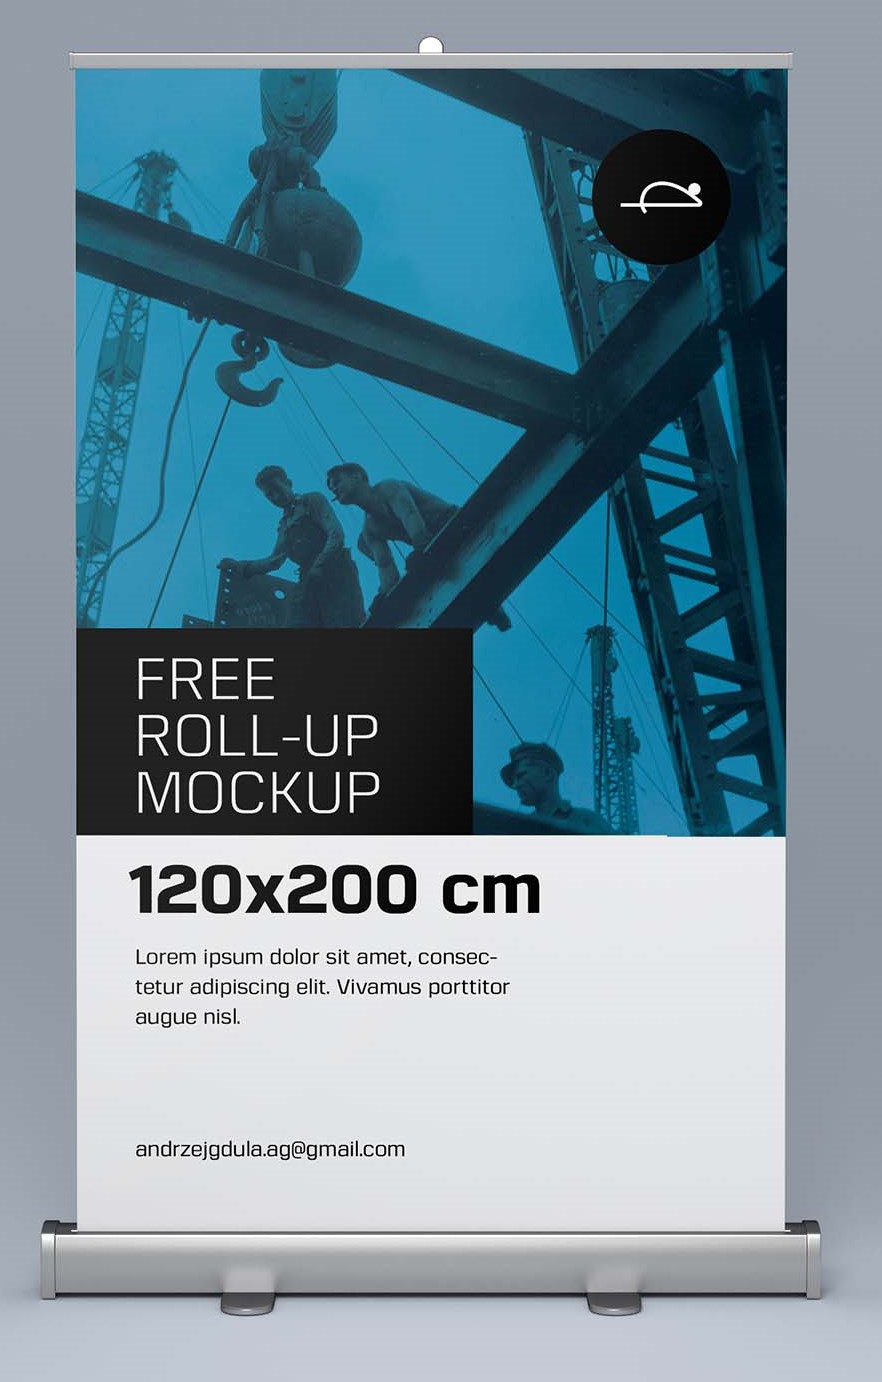 FREE
ROLL-UP
MOCKUP
120x200 cm
Lorem ipsum dolor sit amet, consec-
tetur adipiscing elit. Vivamus porttitor
augue nisl.
andrzejgdula.ag@gmail.com